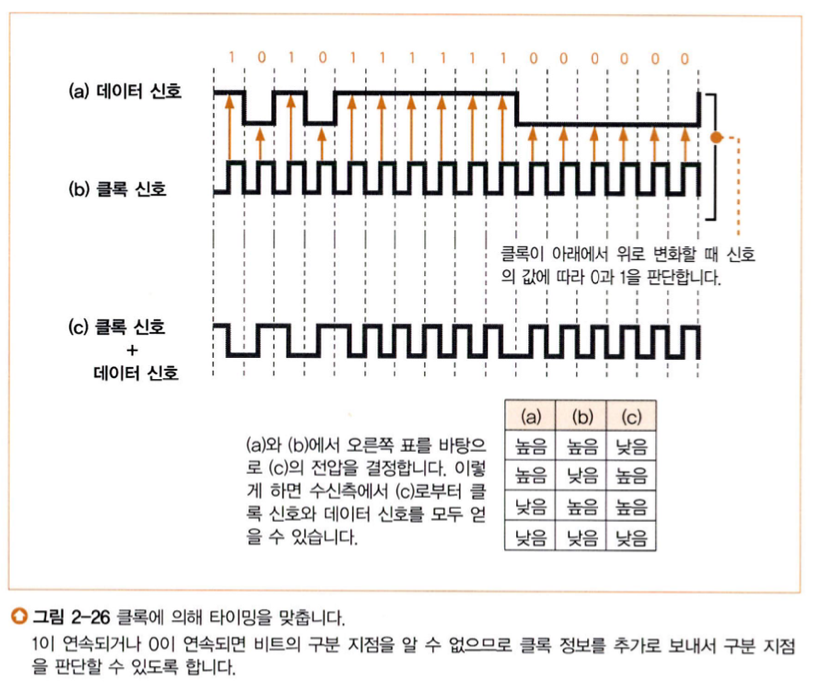 1 0 1 0 1 1 1 1 1 1 0 0 0 0 0 0
(a) 데이터 신호
(b) 클록 신호
클록이 아래에서 위로 변화할 때 신호
의 값에 따라 0과 1을 판단합니다.
(c) 클록 신호
+
데이터 신호
(a)와 (b)에서 오른쪽 표를 바탕으
로 (c)의 전압을 결정합니다. 이렇
게 하면 수신측에서 (c)로부터 클
록 신호와 데이터 신호를 모두 얻
을 수 있습니다.
(a) (b) (c)
높음 높음 낮음
높음 낮음 높음
낮음 높음 높음
낮음 낮음 낮음
그림 2-26 클록에 의해 타이밍을 맞춥니다.
1이 연속되거나 0이 연속되면 비트의 구분 지점을 알 수 없으므로 클록 정보를 추가로 보내서 구분 지점
을 판단할 수 있도록 합니다.